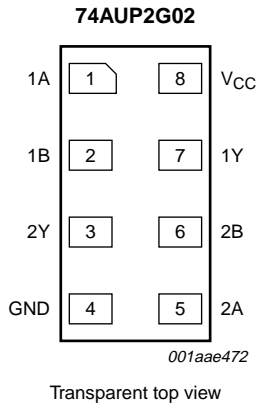 74AUP2G02
1A 1 8 VCC
1B 2 7 1Y
2Y 3 6 2B
GND 4 5 2A
001aae472
Transparent top view